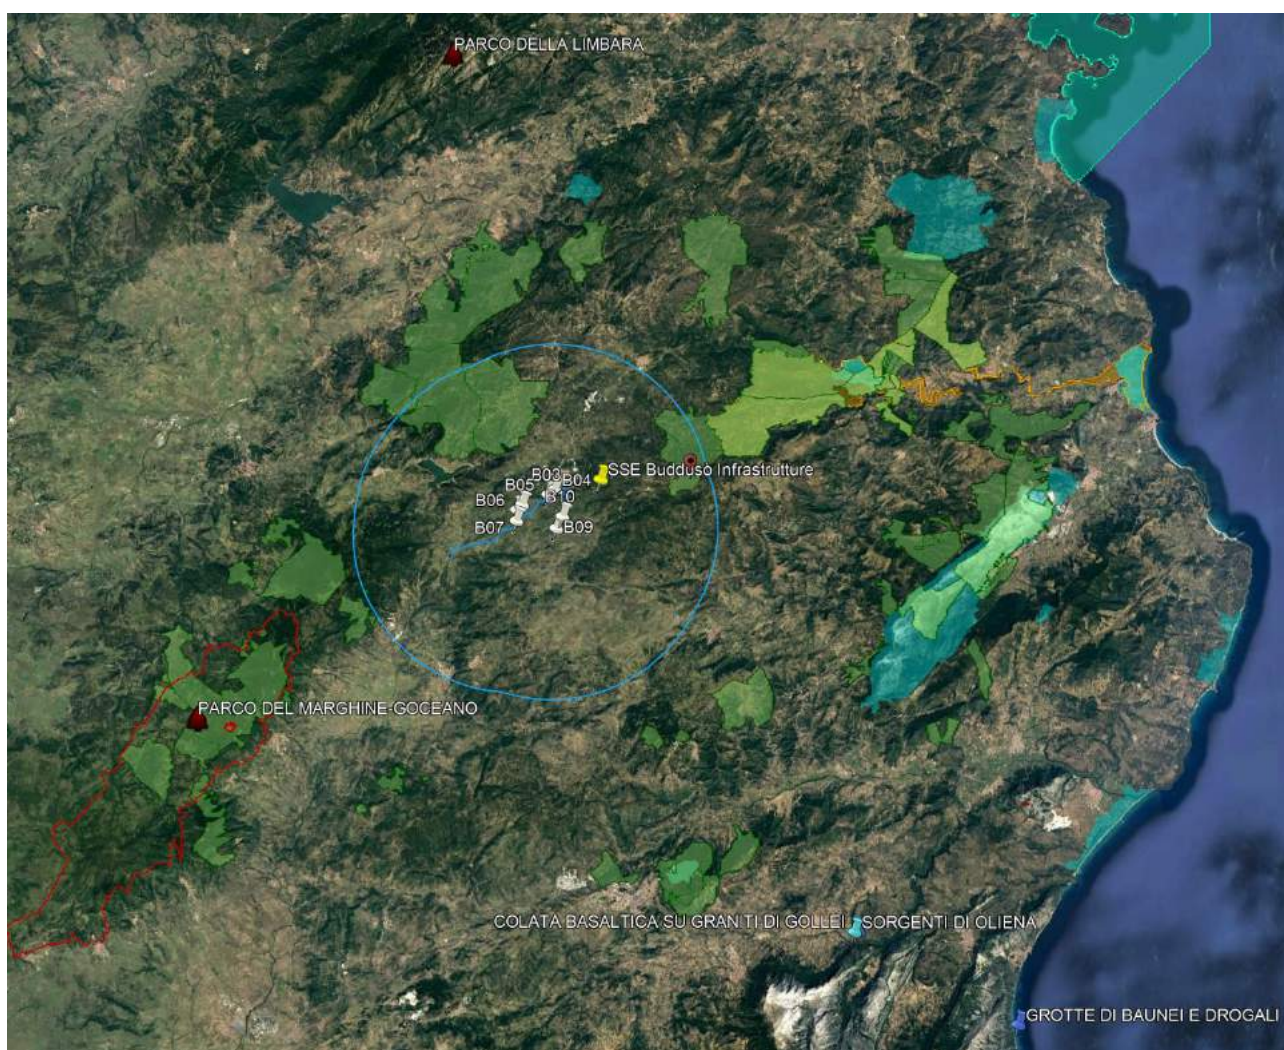 PARCO DELLA LIMBARA
SSE Budduso Infrastrutture
B03
B04
B05
B10
B06
B07
B09
PARCO DEL MARGHINE-GOCEANO
COLATA BASALTICA SU GRANITI DI GOLLEI
SORGENTI DI OLIENA
GROTTE DI BAUNEI E DROGALI